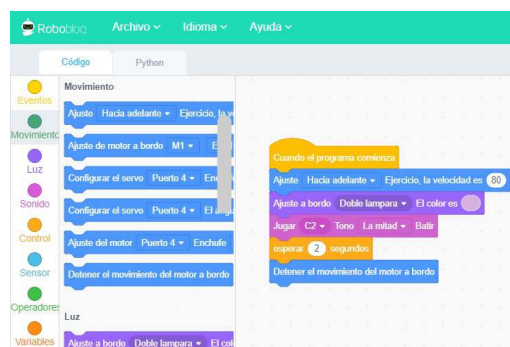 Robobloq Archivo Idioma Ayuda
Código Python
Eventos
Movimiento
Luz
Sonido
Control
Sensor
Operadores
Variables
Movimiento
Ajuste Hacia adelante Ejercicio, la
Ajuste de motor a bordo M1
Configurar el servo Puerto 4
Configurar el servo Puerto 4
Ajuste del motor Puerto 4 Enchufe
Detener el movimiento del motor a bordo
Luz
Ajuste a bordo Doble lampara El
Cuando el programa comienza
Ajuste Hacia adelante Ejercicio, la velocidad es 80
Ajuste a bordo Doble lampara El color es
Jugar C2 Tono La mitad Batir
esperar 2 segundos
Detener el movimiento del motor a bordo